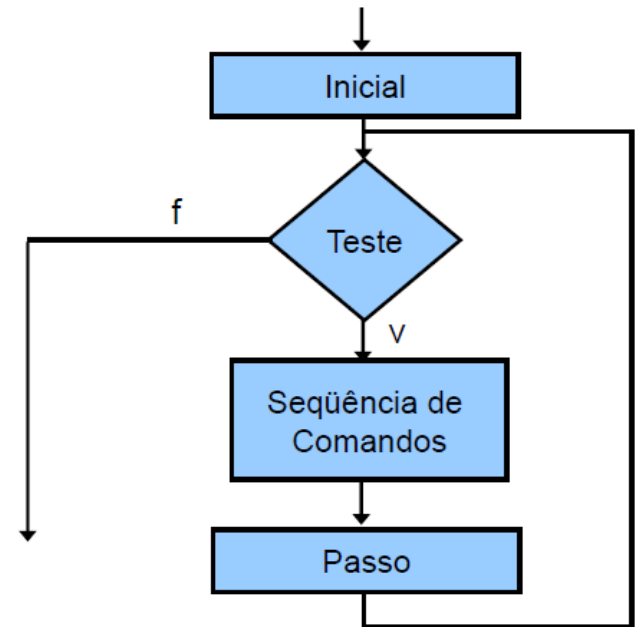 Inicial
f
Teste
v
Seqüência de
Comandos
Passo